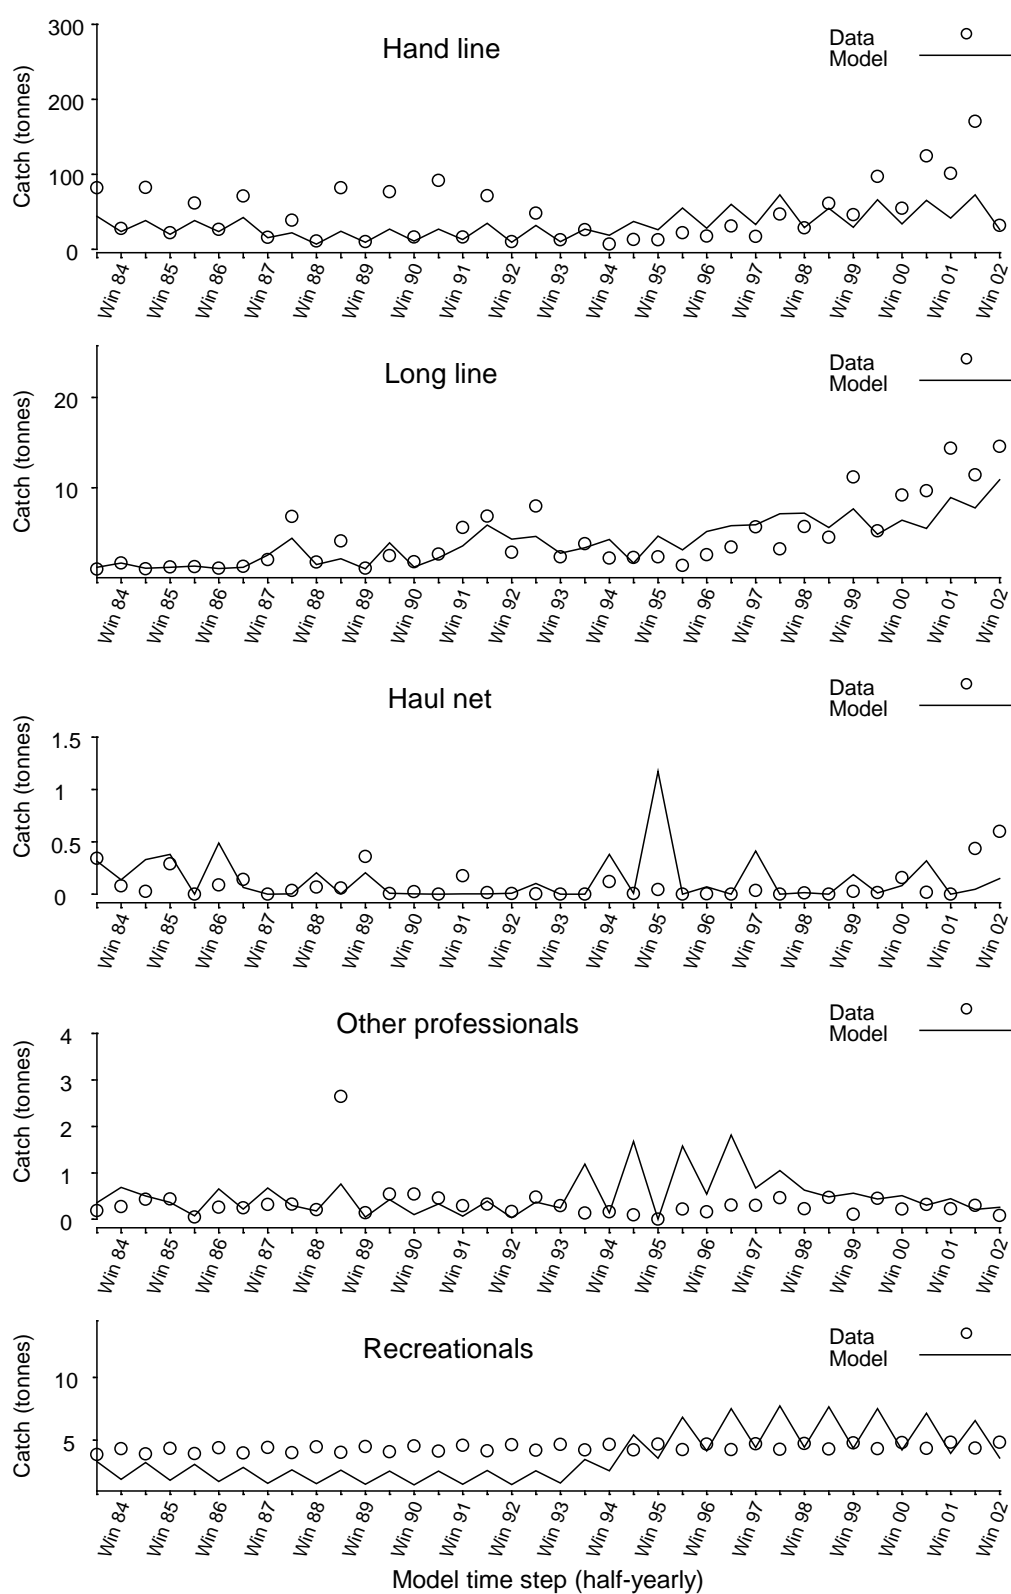 Hand line
Data
Model
Catch (tonnes)
300
200
100
0
Win 84 Win 85 Win 86 Win 87 Win 88 Win 89 Win 90 Win 91 Win 92 Win 93 Win 94 Win 95 Win 96 Win 97 Win 98 Win 99 Win 00 Win 01 Win 02
Long line
Data
Model
Catch (tonnes)
20
10
Win 84 Win 85 Win 86 Win 87 Win 88 Win 89 Win 90 Win 91 Win 92 Win 93 Win 94 Win 95 Win 96 Win 97 Win 98 Win 99 Win 00 Win 01 Win 02
Haul net
Data
Model
Catch (tonnes)
1.5
1
0.5
0
Win 84 Win 85 Win 86 Win 87 Win 88 Win 89 Win 90 Win 91 Win 92 Win 93 Win 94 Win 95 Win 96 Win 97 Win 98 Win 99 Win 00 Win 01 Win 02
Other professionals
Data
Model
Catch (tonnes)
4
3
2
1
0
Win 84 Win 85 Win 86 Win 87 Win 88 Win 89 Win 90 Win 91 Win 92 Win 93 Win 94 Win 95 Win 96 Win 97 Win 98 Win 99 Win 00 Win 01 Win 02
Recreationals
Data
Model
Catch (tonnes)
10
5
Win 84 Win 85 Win 86 Win 87 Win 88 Win 89 Win 90 Win 91 Win 92 Win 93 Win 94 Win 95 Win 96 Win 97 Win 98 Win 99 Win 00 Win 01 Win 02
Model time step (half-yearly)